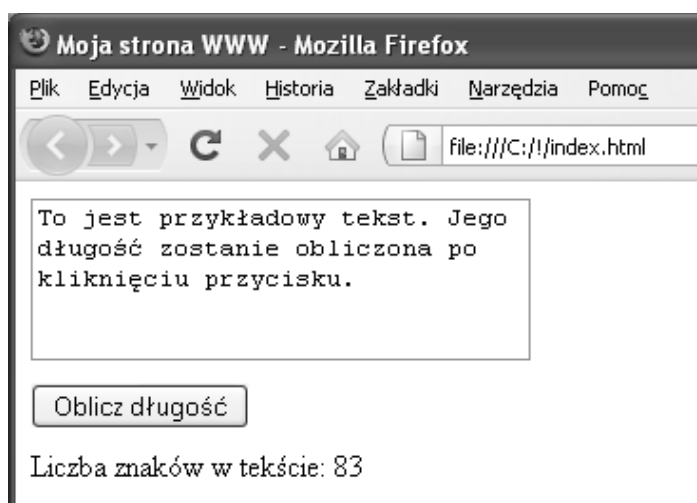 Moja strona WWW - Mozilla Firefox
Plik Edycja Widok Historia Zakładki Narzędzia Pomoc
file:///C:/!/index.html
To jest przykładowy tekst. Jego
długość zostanie obliczona po
kliknięciu przycisku.
Oblicz długość
Liczba znaków w tekście: 83